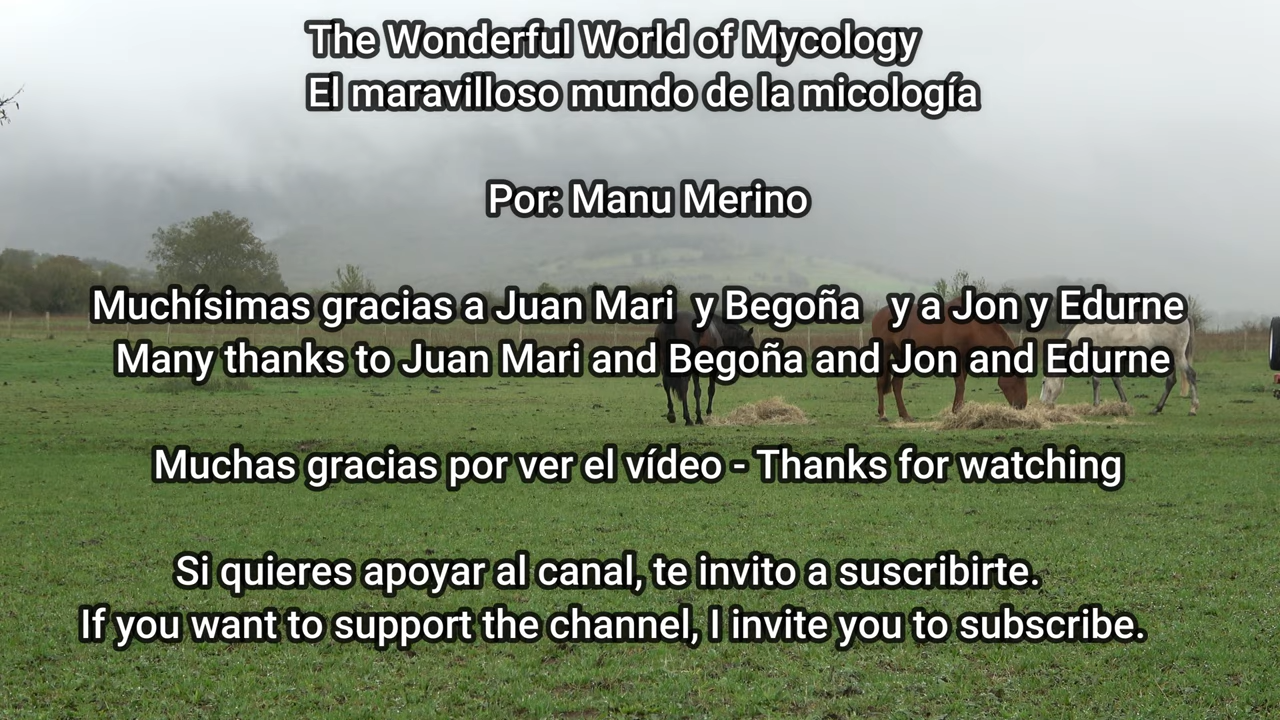 The Wonderful World of Mycology
El maravilloso mundo de la micología
Por: Manu Merino
Muchísimas gracias a Juan Mari y Begoña y a Jon y Edurne
Many thanks to Juan Mari and Begoña and Jon and Edurne
Muchas gracias por ver el vídeo - Thanks for watching
Si quieres apoyar al canal, te invito a suscribirte.
If you want to support the channel, I invite you to subscribe.